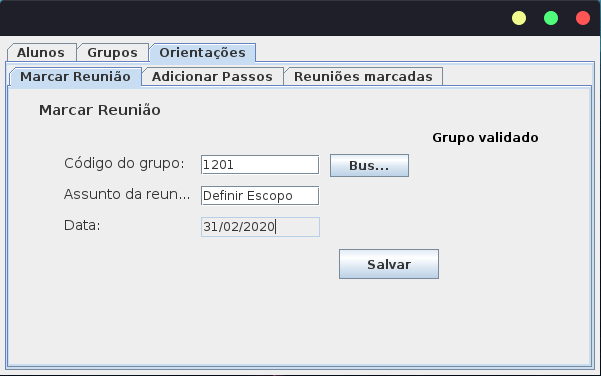 Alunos Grupos Orientações
Marcar Reunião Adicionar Passos Reuniões marcadas
Marcar Reunião
Grupo validado
Código do grupo: 1201 Bus...
Assunto da reun... Definir Escopo
Data: 31/02/2020
Salvar